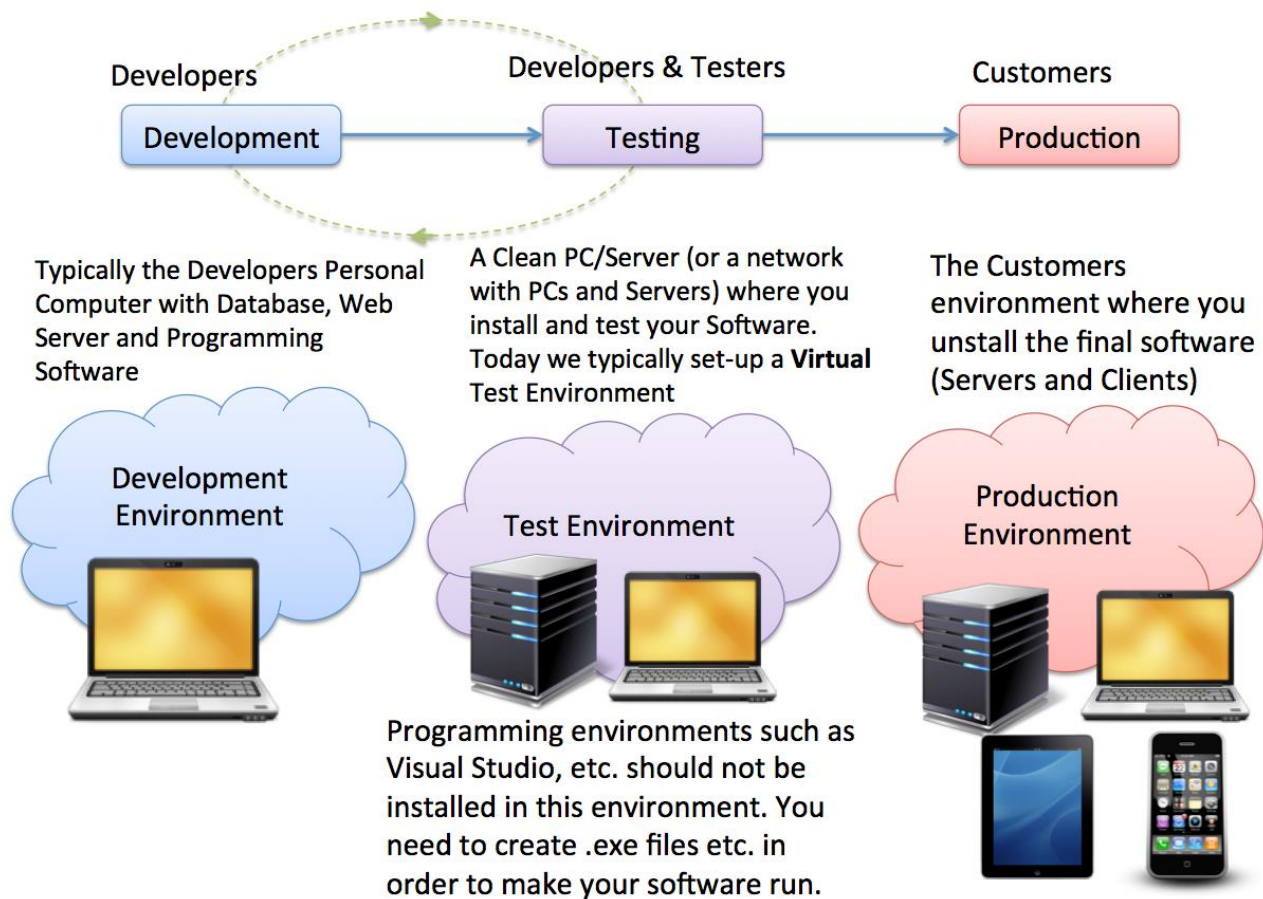 Developers
Developers & Testers
Customers
Development
Testing
Production
Typically the Developers Personal
Computer with Database, Web
Server and Programming
Software
A Clean PC/Server (or a network
with PCs and Servers) where you
install and test your Software.
Today we typically set-up a Virtual
Test Environment
The Customers
environment where you
unstall the final software
(Servers and Clients)
Development
Environment
Test Environment
Production
Environment
Programming environments such as
Visual Studio, etc. should not be
installed in this environment. You
need to create .exe files etc. in
order to make your software run.